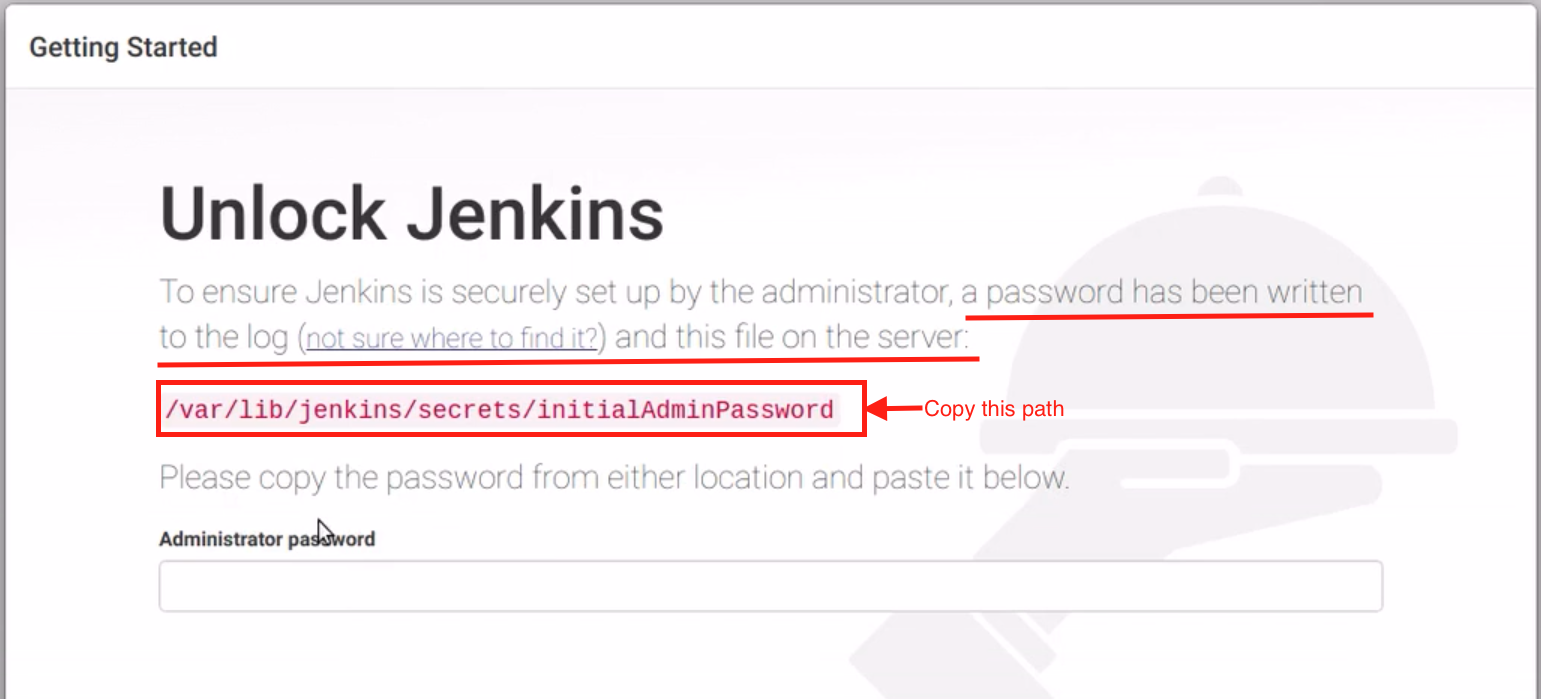 Getting Started
Unlock Jenkins
To ensure Jenkins is securely set up by the administrator, a password has been written
to the log (not sure where to find it?) and this file on the server:
/var/lib/jenkins/secrets/initialAdminPassword
Copy this path
Please copy the password from either location and paste it below.
Administrator password